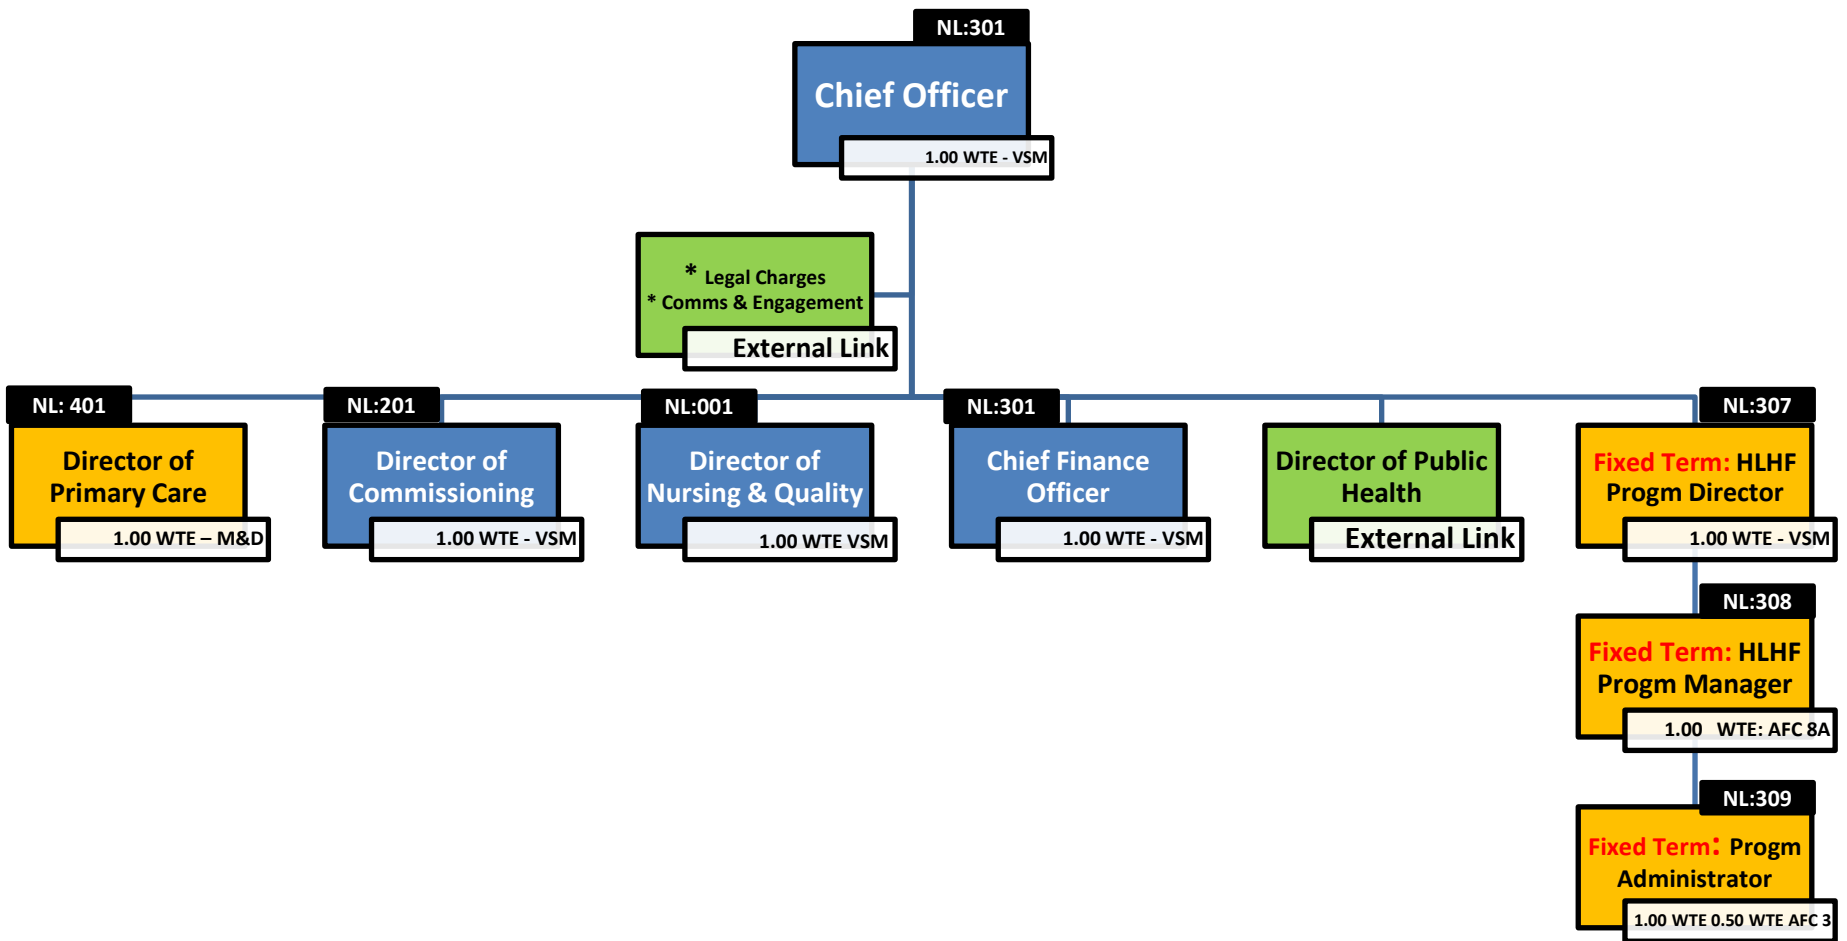 NL:301
Chief Officer
1.00 WTE - VSM
* Legal Charges
* Comms & Engagement
External Link
NL: 401
Director of
Primary Care
1.00 WTE – M&D
NL:201
Director of
Commissioning
1.00 WTE - VSM
NL:001
Director of
Nursing & Quality
1.00 WTE VSM
NL:301
Chief Finance
Officer
1.00 WTE - VSM
Director of Public
Health
External Link
NL:307
Fixed Term: HLHF
Progm Director
1.00 WTE - VSM
NL:308
Fixed Term: HLHF
Progm Manager
1.00 WTE: AFC 8A
NL:309
Fixed Term: Progm
Administrator
1.00 WTE 0.50 WTE AFC 3